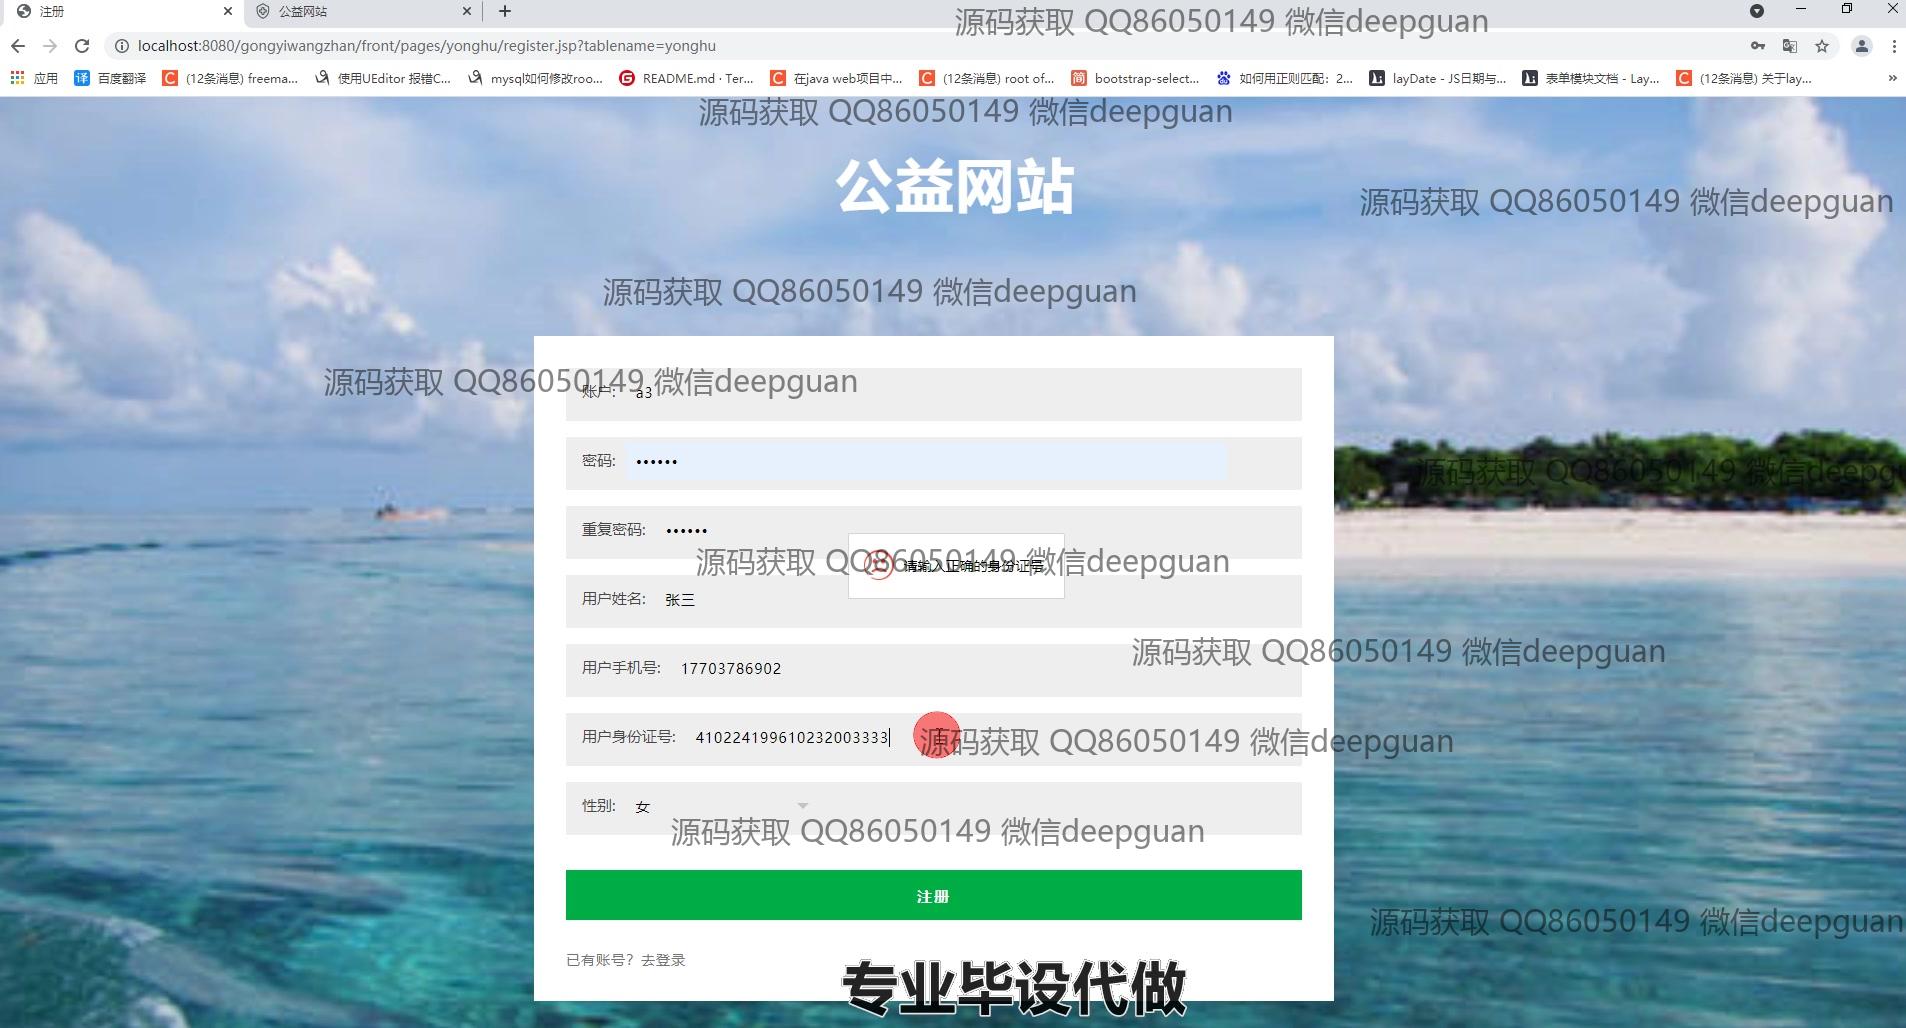 注册
公益网站
源码获取 QQ86050149 微信deepguan
localhost:8080/gongyiwangzhan/front/pages/yonghu/register.jsp?tablename=yonghu
应用
百度翻译
(12条消息) freema...
使用UEditor 报错C...
mysql如何修改roo...
README.md · Ter...
在java web项目中...
(12条消息) root of...
bootstrap-select...
如何用正则匹配: 2...
layDate - JS日期与...
表单模块文档 - Lay...
(12条消息) 关于lay...
»
源码获取 QQ86050149 微信deepguan
公益网站
源码获取 QQ86050149 微信deepguan
源码获取 QQ86050149 微信deepguan
源码获取 QQ86050149 微信deepguan
账户: a3
密码: ••••••
源码获取 QQ86050149 微信deepgu
重复密码: ••••••
源码获取 QQ86050149 微信deepguan
请输入正确的身份证号
用户姓名: 张三
源码获取 QQ86050149 微信deepguan
用户手机号: 17703786902
用户身份证号: 410224199610232003333
源码获取 QQ86050149 微信deepguan
性别: 女
源码获取 QQ86050149 微信deepguan
注册
源码获取 QQ86050149 微信deepguan
已有账号? 去登录
专业毕设代做